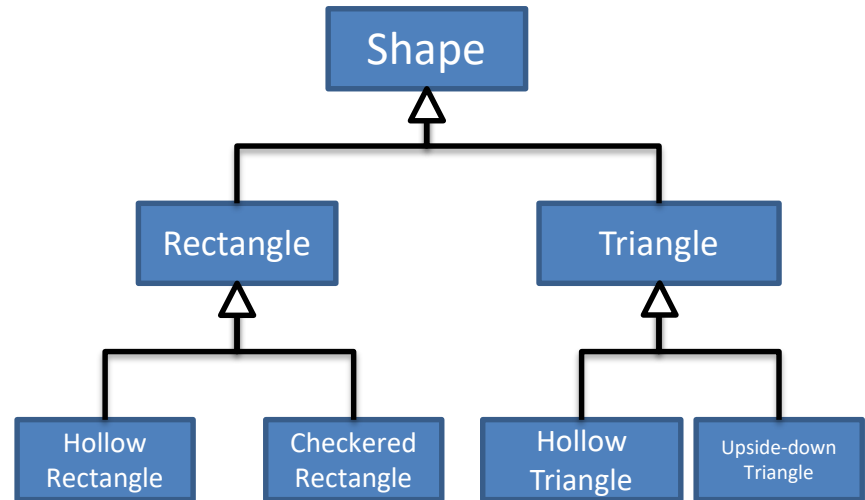 Shape
Rectangle
Triangle
Hollow
Rectangle
Checkered
Rectangle
Hollow
Triangle
Upside-down
Triangle